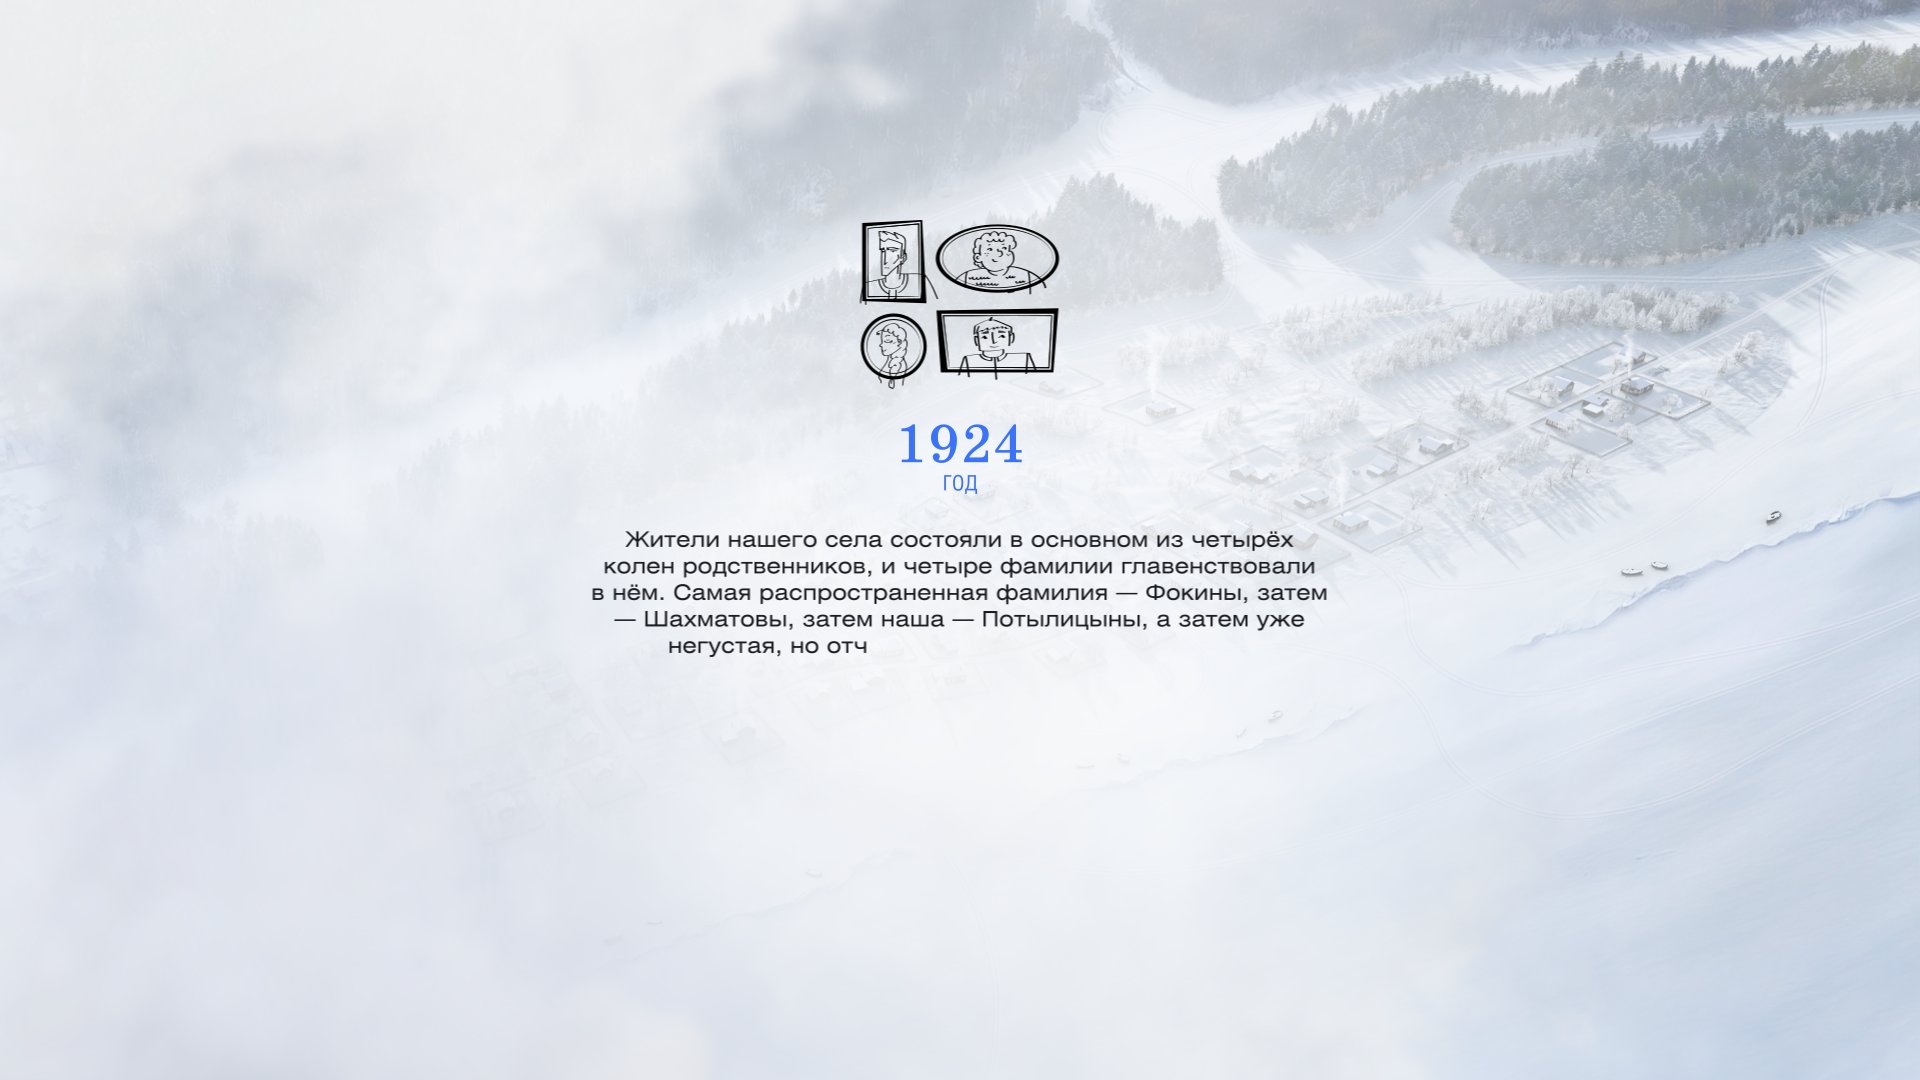 1924
ГОД
Жители нашего села состояли в основном из четырёх
колен родственников, и четыре фамилии главенствовали
в нём. Самая распространенная фамилия — Фокины, затем
— Шахматовы, затем наша — Потылицыны, а затем уже
негустая, но отч